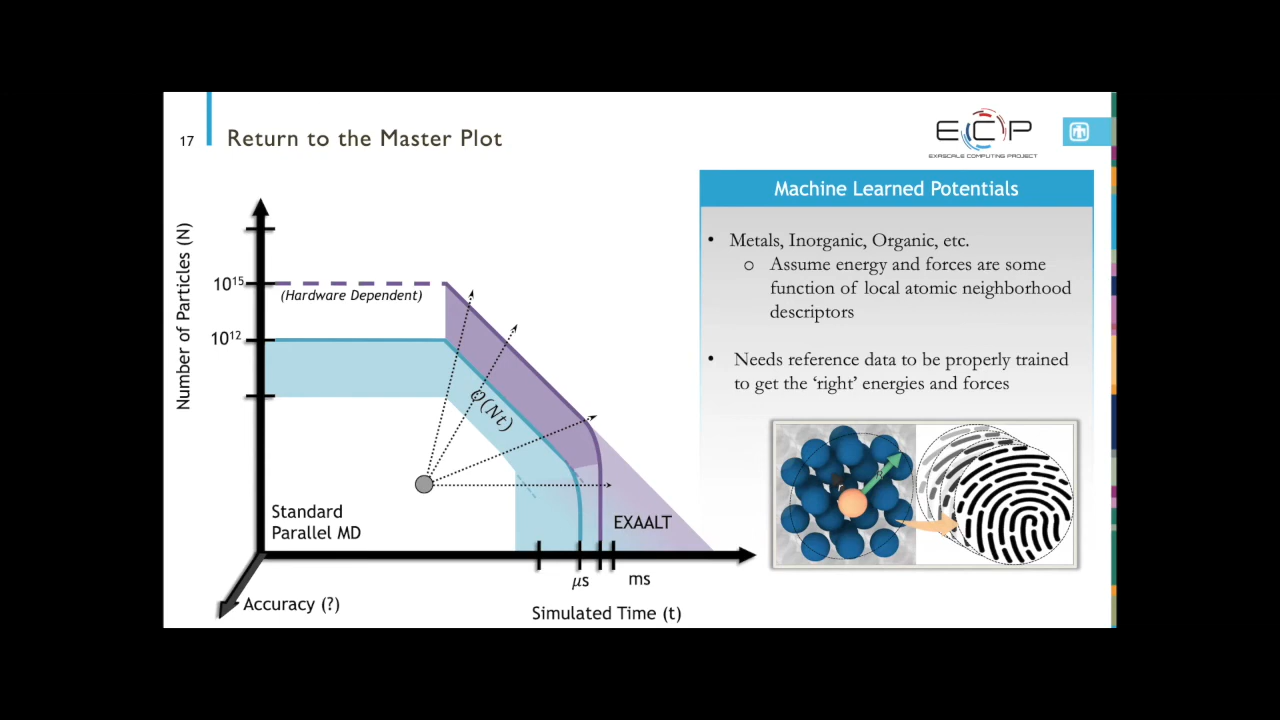 17
Return to the Master Plot
ECP
EXASCALE COMPUTING PROJECT
Number of Particles (N)
10¹⁵
(Hardware Dependent)
10¹²
O(Nt)
Standard
Parallel MD
EXAALT
μs
ms
Accuracy (?)
Simulated Time (t)
Machine Learned Potentials
• Metals, Inorganic, Organic, etc.
o Assume energy and forces are some
function of local atomic neighborhood
descriptors
• Needs reference data to be properly trained
to get the ‘right’ energies and forces